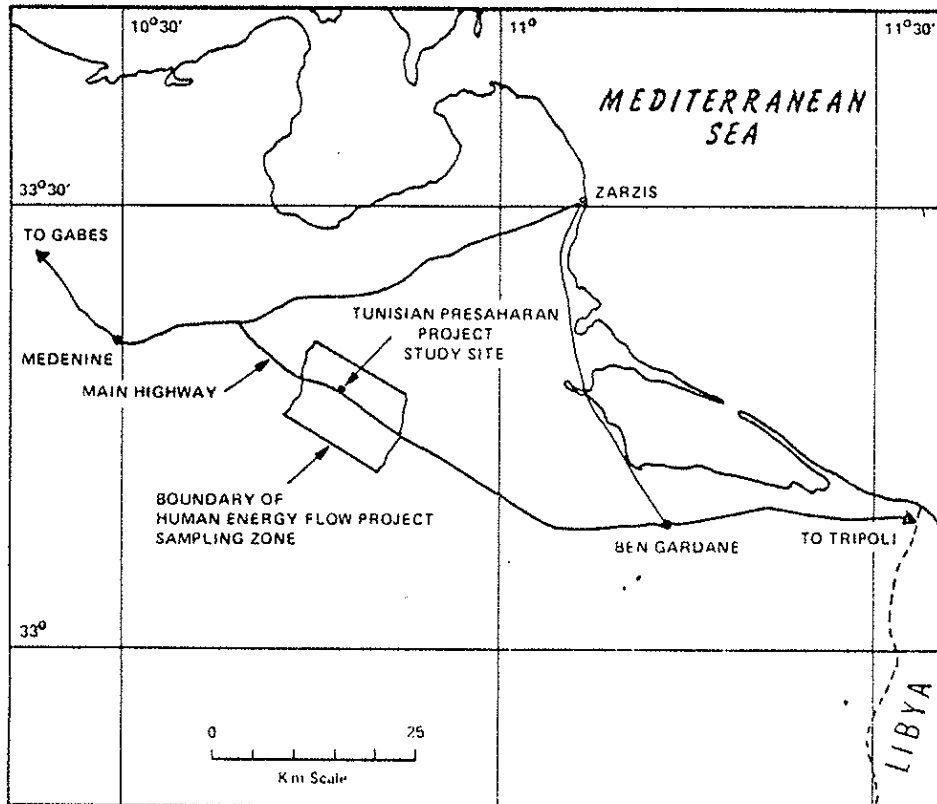 10°30'
11°
11°30'
MEDITERRANEAN
SEA
33°30'
ZARZIS
TO GABES
TUNISIAN PRESAHARAN
PROJECT
STUDY SITE
MEDENINE
MAIN HIGHWAY
BOUNDARY OF
HUMAN ENERGY FLOW PROJECT
SAMPLING ZONE
BEN GARDANE
TO TRIPOLI
33°
LIBYA
0 25
Km Scale